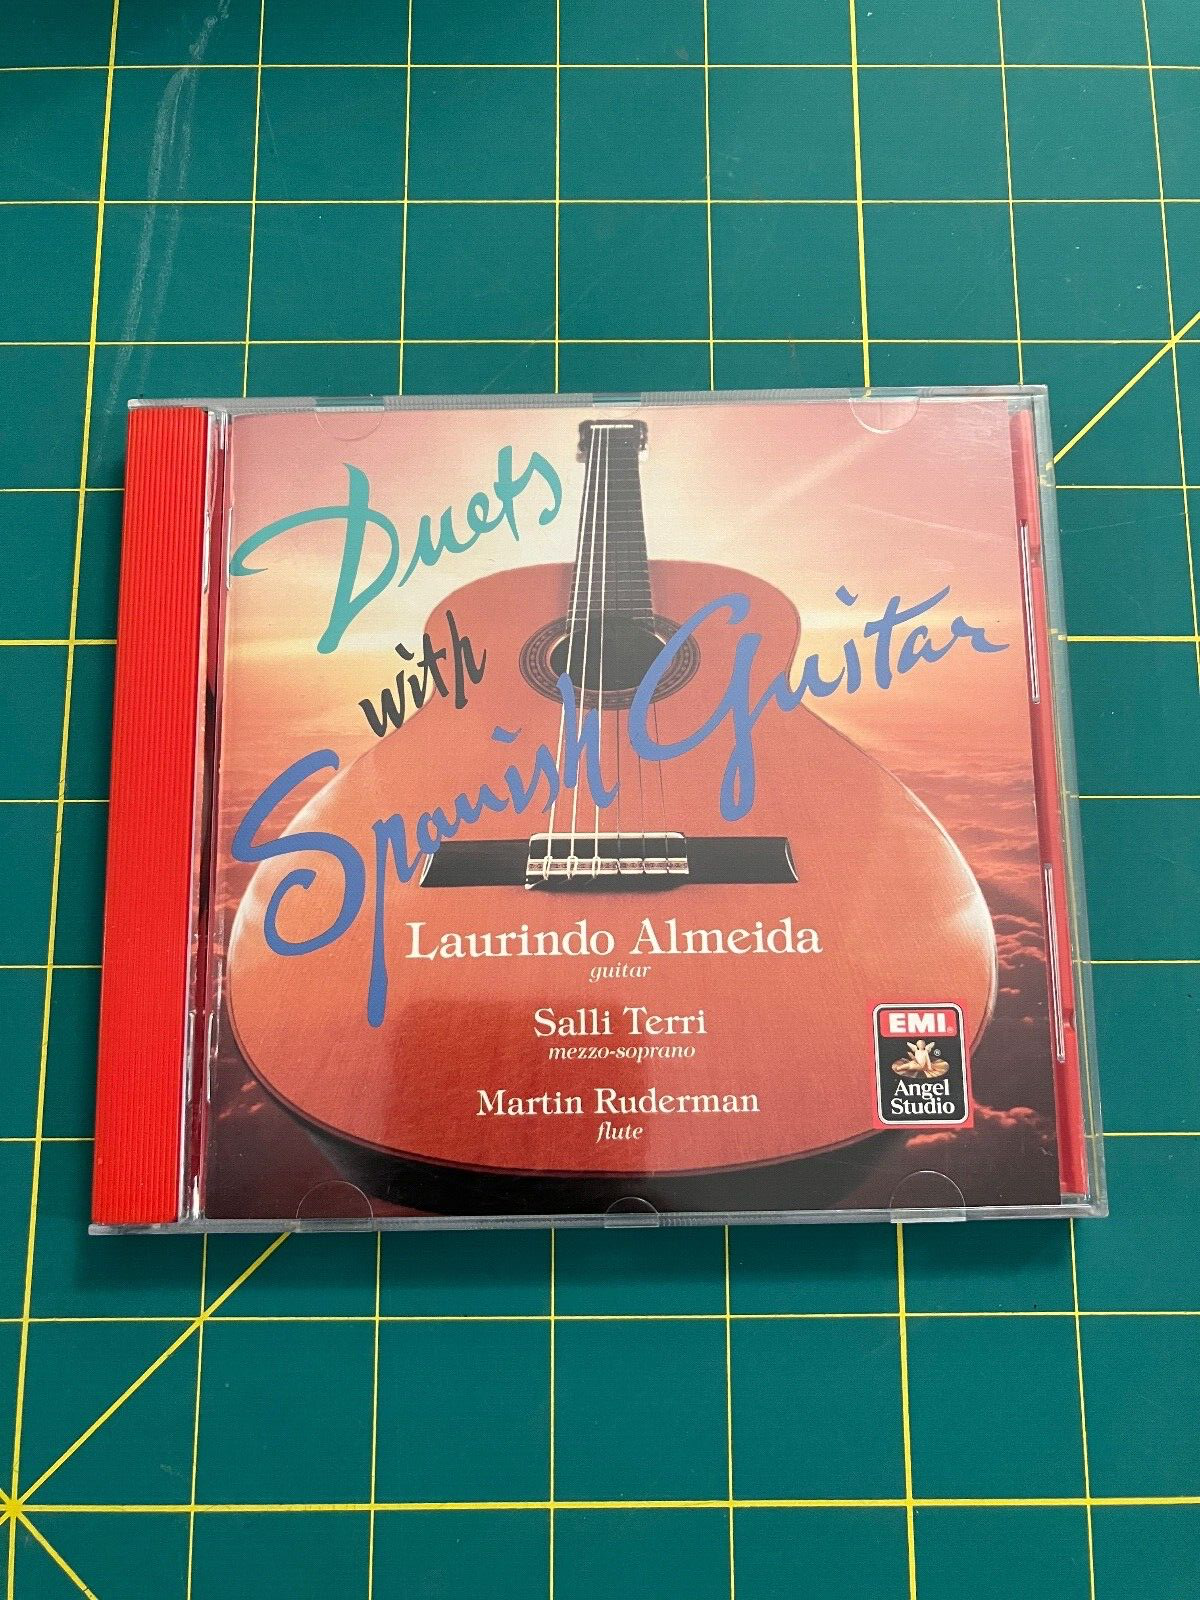 Duets
with
Spanish Guitar
Laurindo Almeida
guitar
Salli Terri
mezzo-soprano
Martin Ruderman
flute
EMI®
®
Angel
Studio